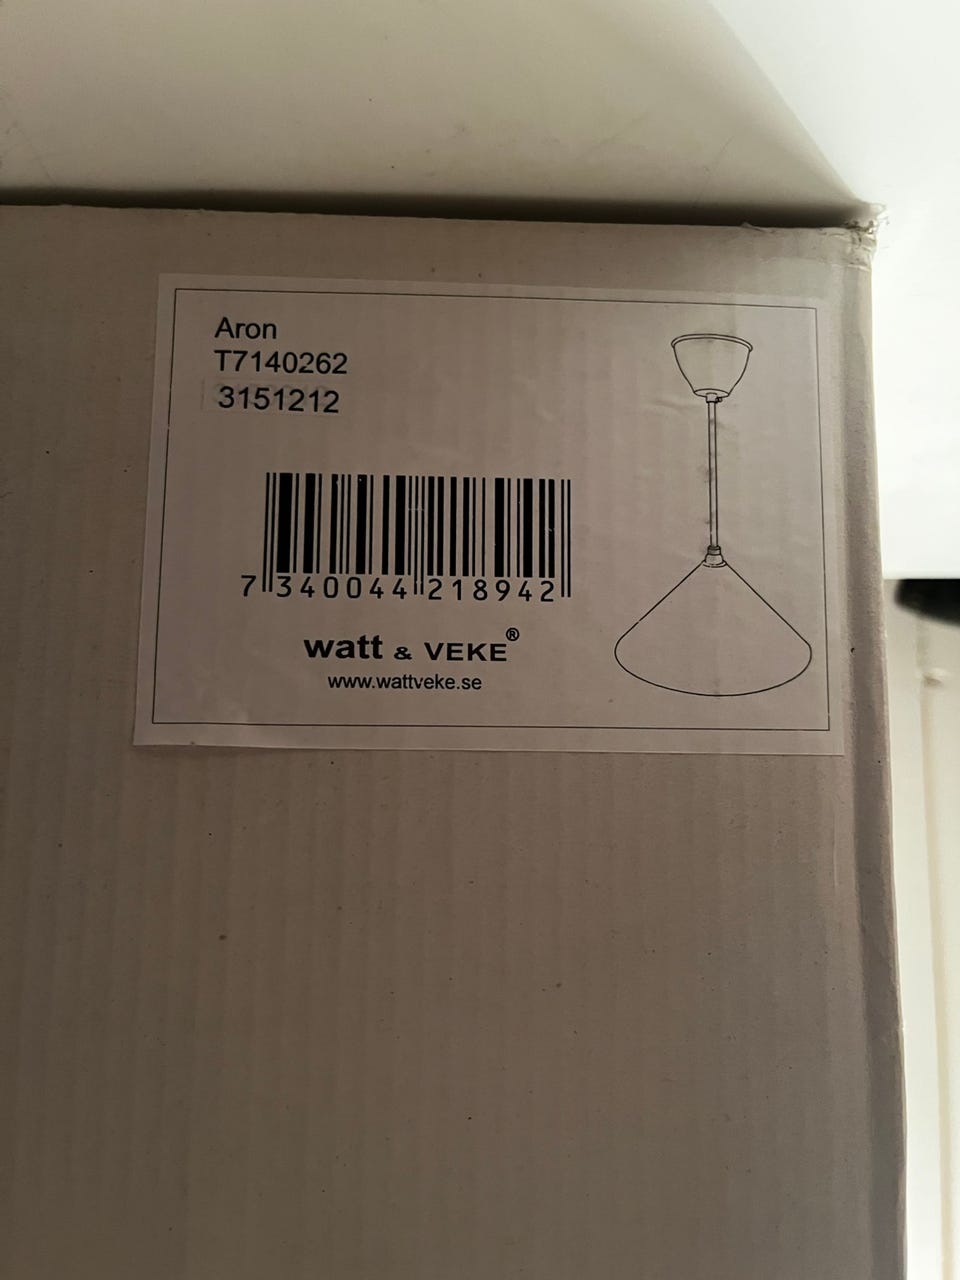 Aron
T7140262
3151212
7 340044 218942
watt & VEKE®
www.wattveke.se